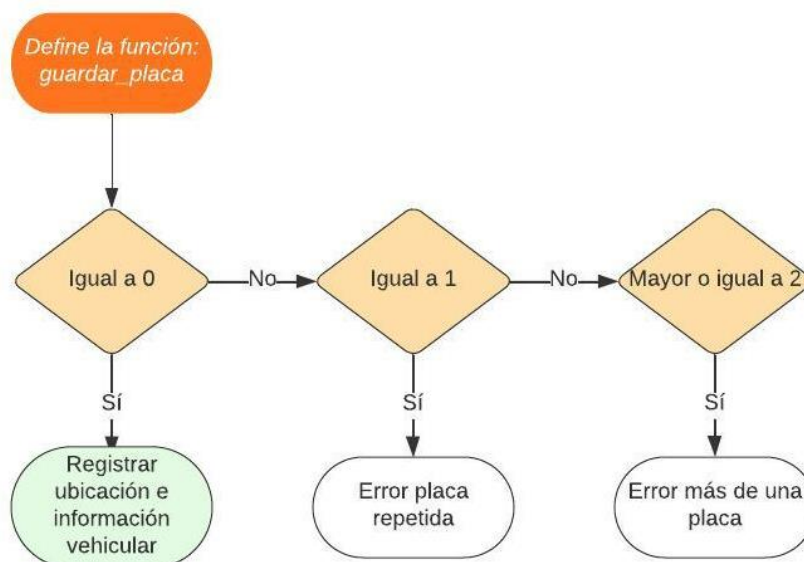 Define la función:
guardar_placa
Igual a 0
No
Igual a 1
No
Mayor o igual a 2
Sí
Sí
Sí
Registrar
ubicación e
información
vehicular
Error placa
repetida
Error más de una
placa